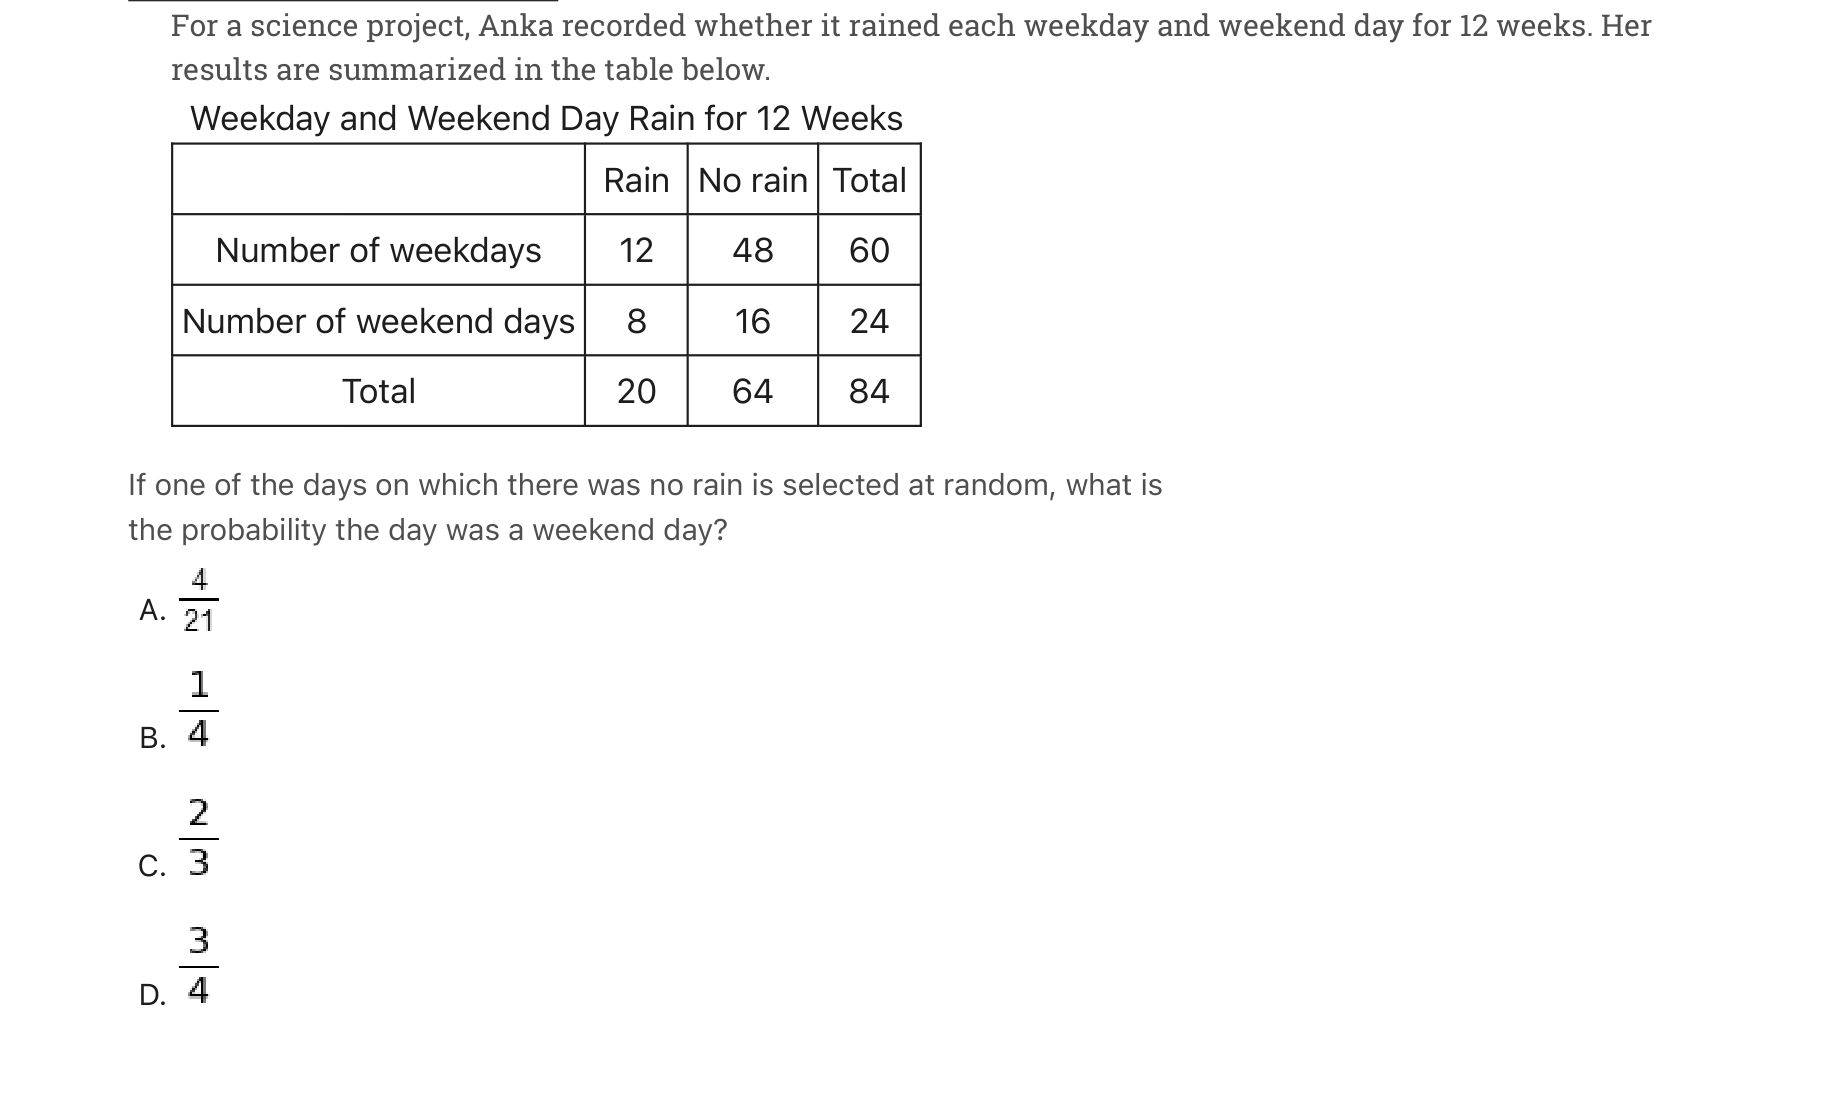 For a science project, Anka recorded whether it rained each weekday and weekend day for 12 weeks. Her
results are summarized in the table below.
Weekday and Weekend Day Rain for 12 Weeks
Rain No rain Total
Number of weekdays 12 48 60
Number of weekend days 8 16 24
Total 20 64 84
If one of the days on which there was no rain is selected at random, what is
the probability the day was a weekend day?
A. 4/21
B. 1/4
C. 2/3
D. 3/4